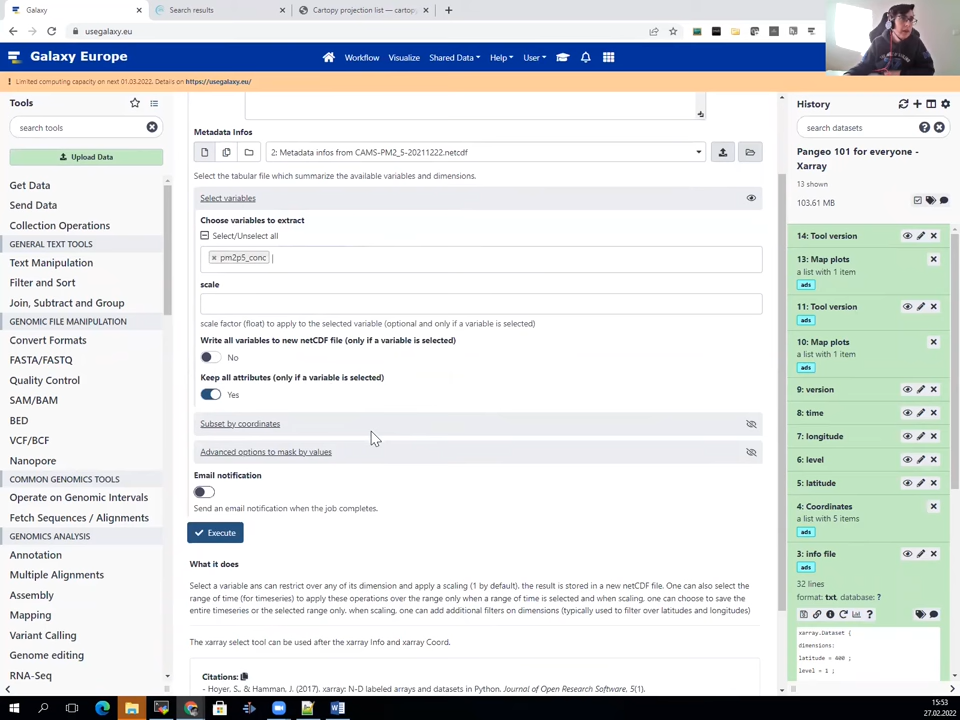 Galaxy
Search results
Cartopy projection list — cartop
usegalaxy.eu
Galaxy Europe
Workflow Visualize Shared Data Help User
Limited computing capacity on next 01.03.2022. Details on https://usegalaxy.eu/
Tools
search tools
Upload Data
Get Data
Send Data
Collection Operations
GENERAL TEXT TOOLS
Text Manipulation
Filter and Sort
Join, Subtract and Group
GENOMIC FILE MANIPULATION
Convert Formats
FASTA/FASTQ
Quality Control
SAM/BAM
BED
VCF/BCF
Nanopore
COMMON GENOMICS TOOLS
Operate on Genomic Intervals
Fetch Sequences / Alignments
GENOMICS ANALYSIS
Annotation
Multiple Alignments
Assembly
Mapping
Variant Calling
Genome editing
RNA-Seq
Metadata Infos
2: Metadata infos from CAMS-PM2_5-20211222.netcdf
Select the tabular file which summarize the available variables and dimensions.
Select variables
Choose variables to extract
Select/Unselect all
× pm2p5_conc
scale
scale factor (float) to apply to the selected variable (optional and only if a variable is selected)
Write all variables to new netCDF file (only if a variable is selected)
No
Keep all attributes (only if a variable is selected)
Yes
Subset by coordinates
Advanced options to mask by values
Email notification
Send an email notification when the job completes.
Execute
What it does
Select a variable ans can restrict over any of its dimension and apply a scaling (1 by default). the result is stored in a new netCDF file. One can also select the
range of time (for timeseries) to apply these operations over the range only when a range of time is selected and when scaling, one can choose to save the
entire timeseries or the selected range only. when scaling, one can add additional filters on dimensions (typically used to filter over latitudes and longitudes)
The xarray select tool can be used after the xarray Info and xarray Coord.
Citations:
- Hoyer, S., & Hamman, J. (2017). xarray: N-D labeled arrays and datasets in Python. Journal of Open Research Software, 5(1).
History
search datasets
Pangeo 101 for everyone -
Xarray
13 shown
103.61 MB
14: Tool version
13: Map plots
a list with 1 item
ads
11: Tool version
ads
10: Map plots
a list with 1 item
ads
9: version
8: time
7: longitude
6: level
5: latitude
4: Coordinates
a list with 5 items
ads
3: info file
ads
32 lines
format: txt, database: ?
xarray.Dataset {
dimensions:
latitude = 400 ;
level = 1 ;
15:53
27.02.2022